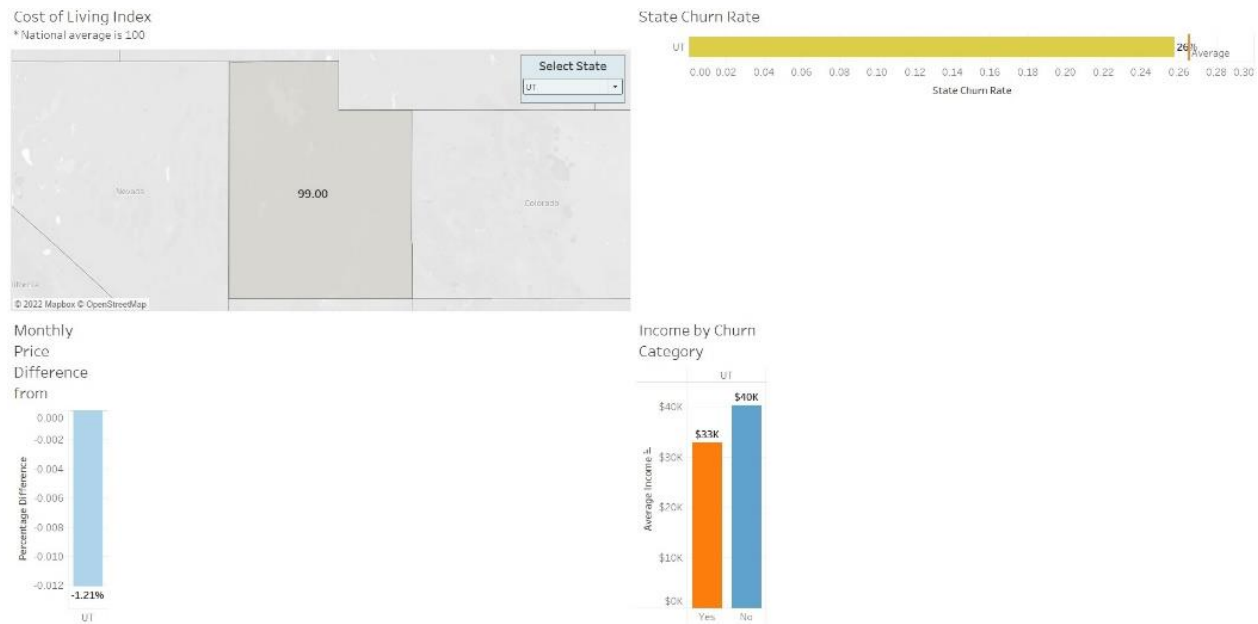 Cost of Living Index
* National average is 100
Select State
UT
Nevada
99.00
Colorado
© 2022 Mapbox © OpenStreetMap
State Churn Rate
UT
26%
Average
0.00 0.02 0.04 0.06 0.08 0.10 0.12 0.14 0.16 0.18 0.20 0.22 0.24 0.26 0.28 0.30
State Churn Rate
Monthly
Price
Difference
from
0.000
-0.002
-0.004
-0.006
-0.008
-0.010
-0.012
Percentage Difference
-1.21%
UT
Income by Churn
Category
UT
$40K
$33K
$40K
$30K
$20K
$10K
$0K
Average Income
Yes No